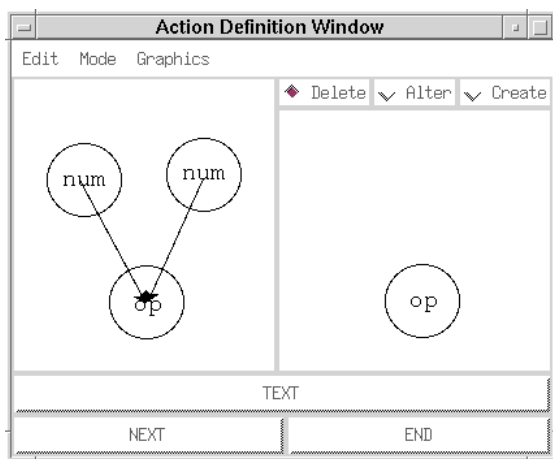 Action Definition Window
Edit Mode Graphics
Delete Alter Create
num num
op op
TEXT
NEXT END